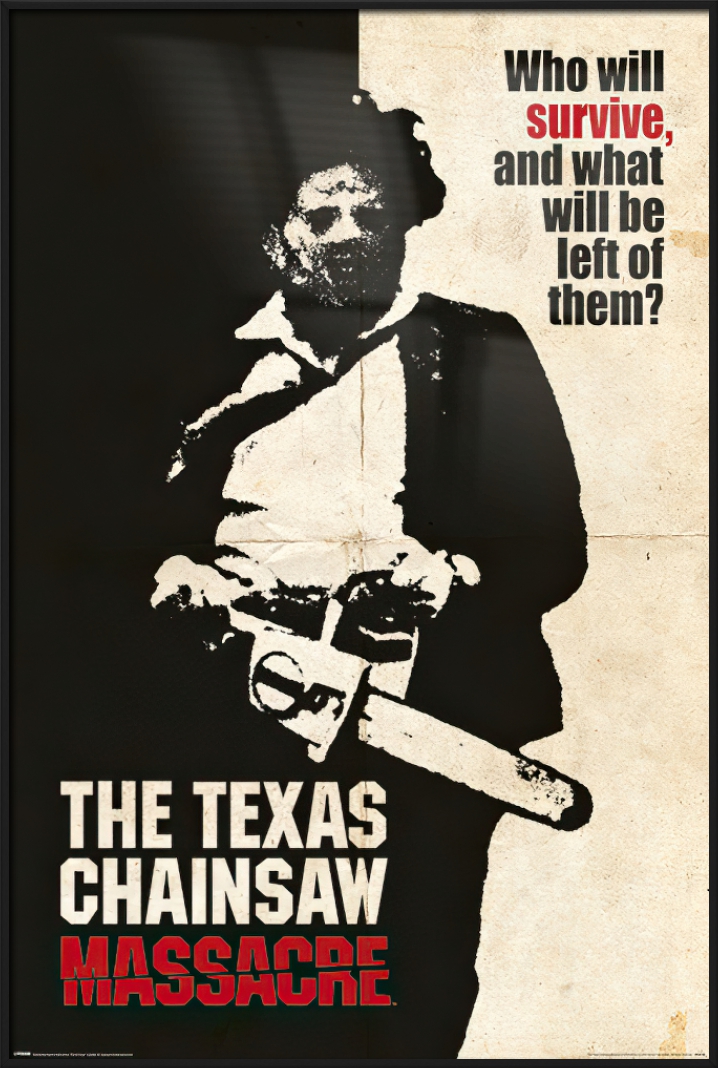 Who will
survive,
and what
will be
left of
them?
THE TEXAS
CHAINSAW
MASSACRE